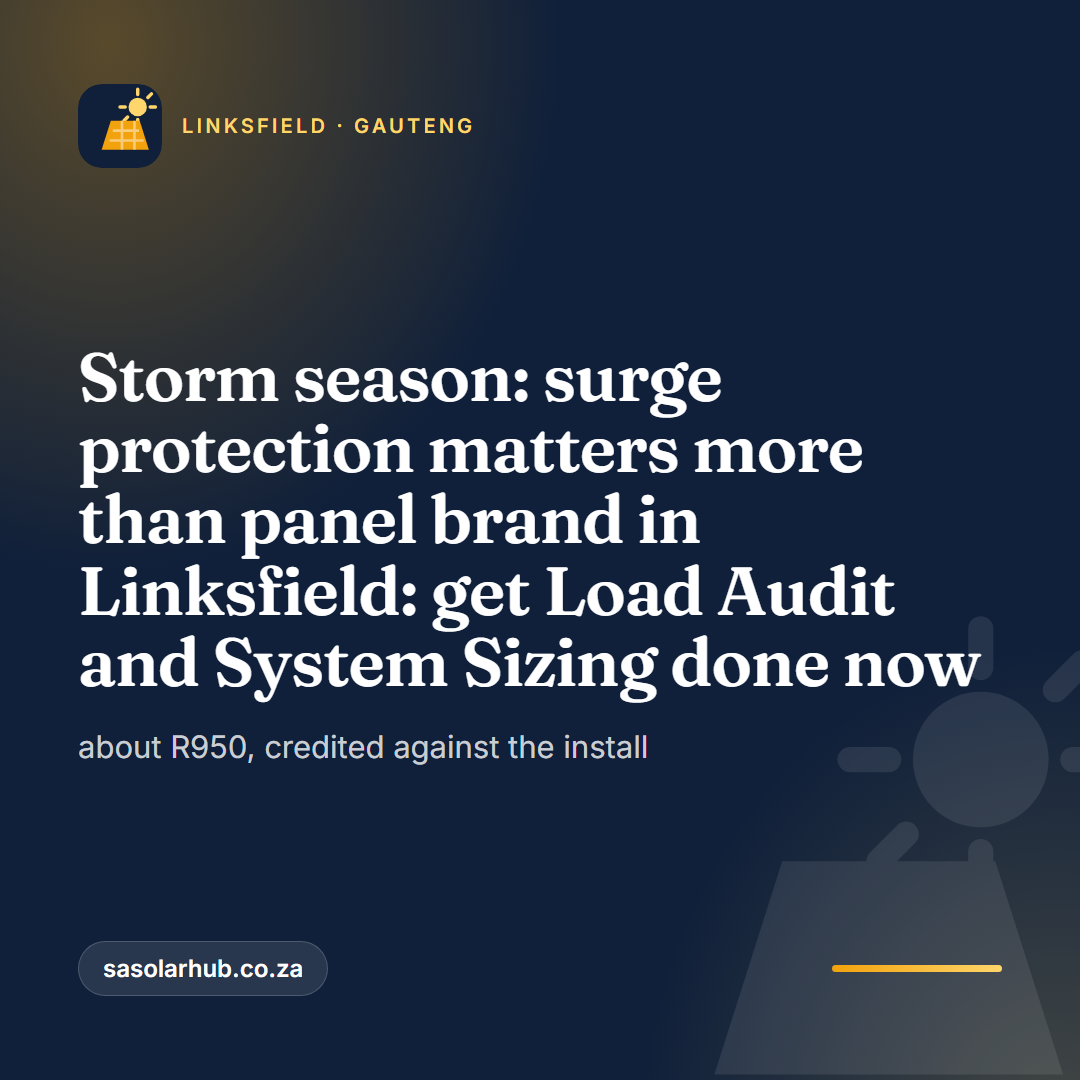 LINKSFIELD · GAUTENG
Storm season: surge
protection matters more
than panel brand in
Linksfield: get Load Audit
and System Sizing done now
about R950, credited against the install
sasolarhub.co.za